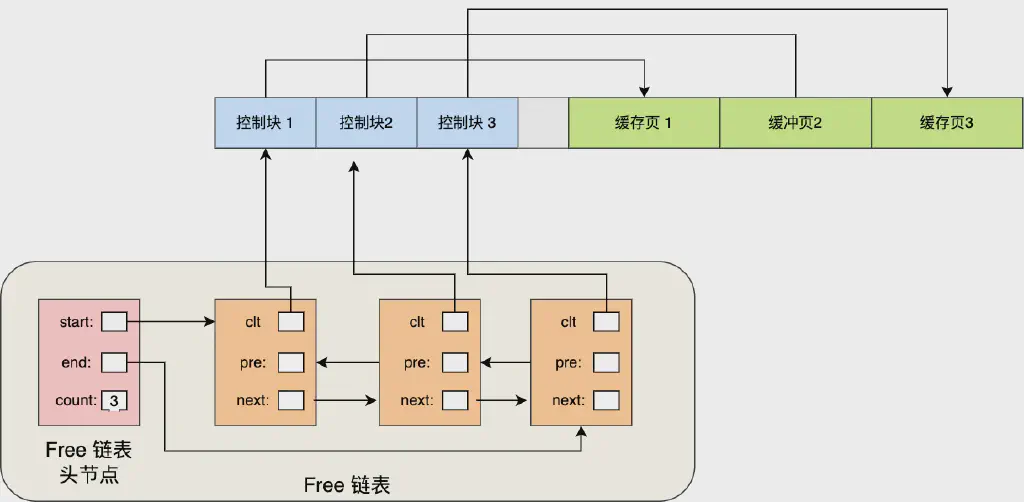 控制块 1
控制块2
控制块 3
缓存页 1
缓冲页2
缓存页3
start:
end:
count: 3
clt
pre:
next:
clt
pre:
next:
clt
pre:
next:
Free 链表
头节点
Free 链表